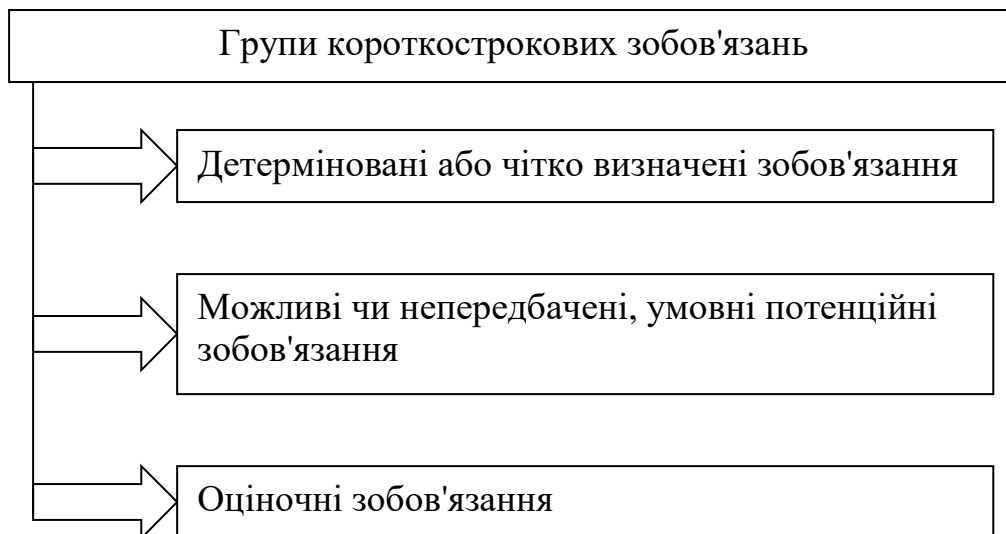 Групи короткострокових зобов'язань
Детерміновані або чітко визначені зобов'язання
Можливі чи непередбачені, умовні потенційні
зобов'язання
Оціночні зобов'язання